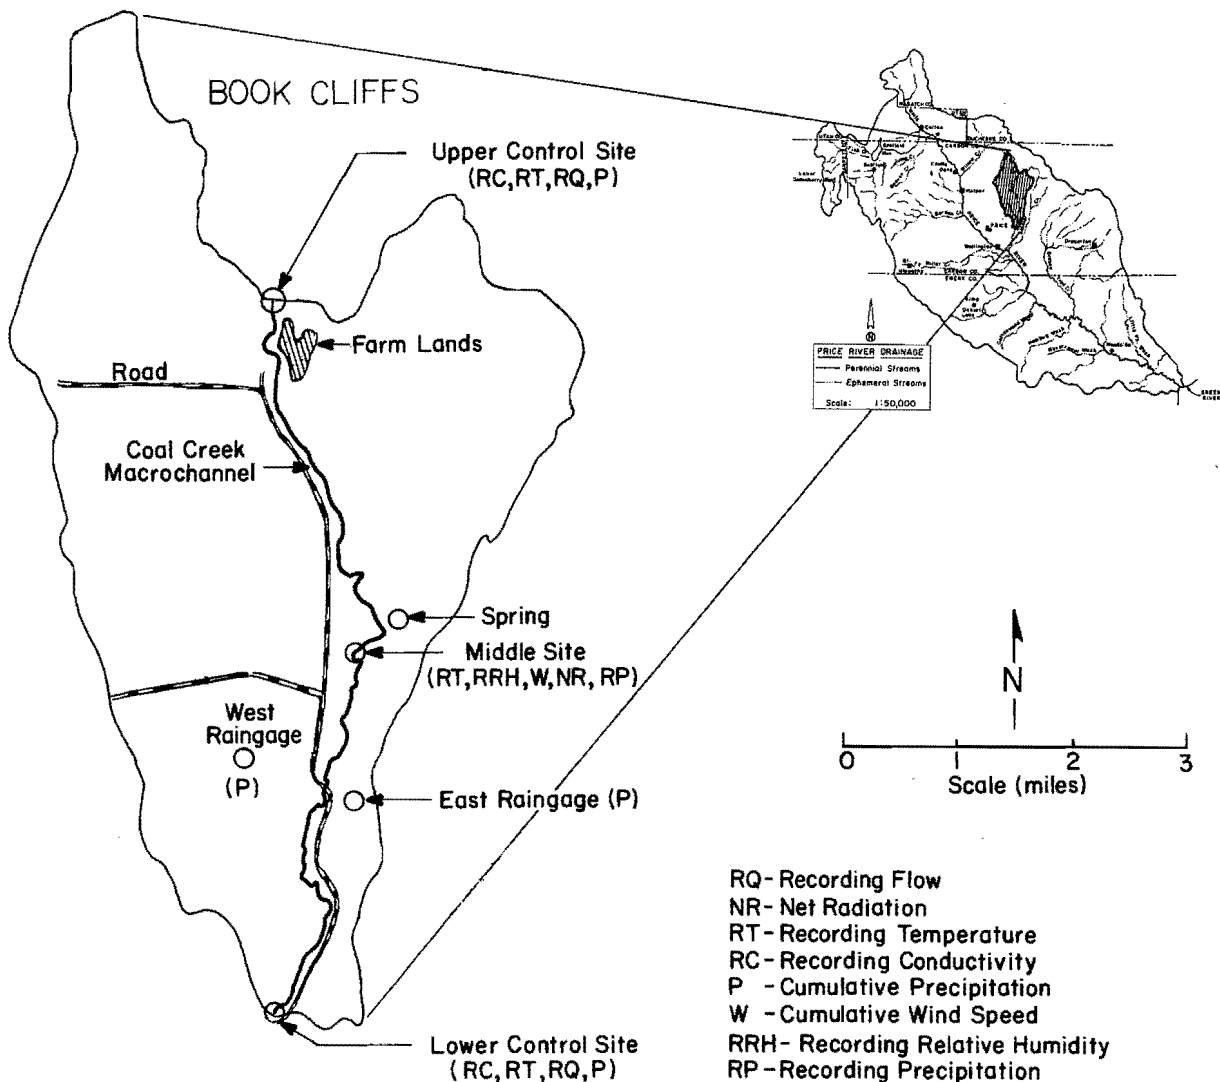 BOOK CLIFFS
Upper Control Site
(RC,RT,RQ,P)
Farm Lands
Road
Coal Creek
Macrochannel
Spring
Middle Site
(RT,RRH,W,NR,RP)
West
Raingage
(P)
East Raingage (P)
Lower Control Site
(RC,RT,RQ,P)
PRICE RIVER DRAINAGE
Perennial Streams
Ephemeral Streams
Scale: 1:50,000
GREEN
RIVER
N
0 1 2 3
Scale (miles)
RQ-Recording Flow
NR-Net Radiation
RT-Recording Temperature
RC-Recording Conductivity
P -Cumulative Precipitation
W -Cumulative Wind Speed
RRH-Recording Relative Humidity
RP-Recording Precipitation